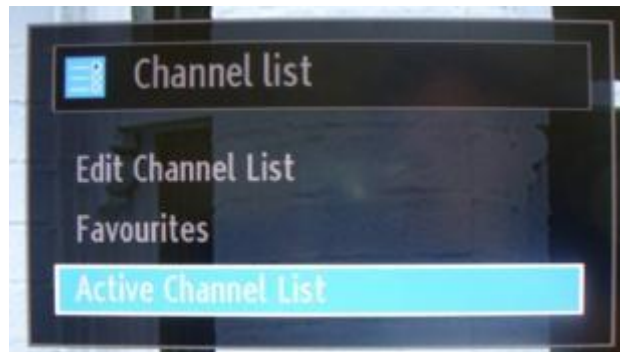 Channel list
Edit Channel List
Favourites
Active Channel List